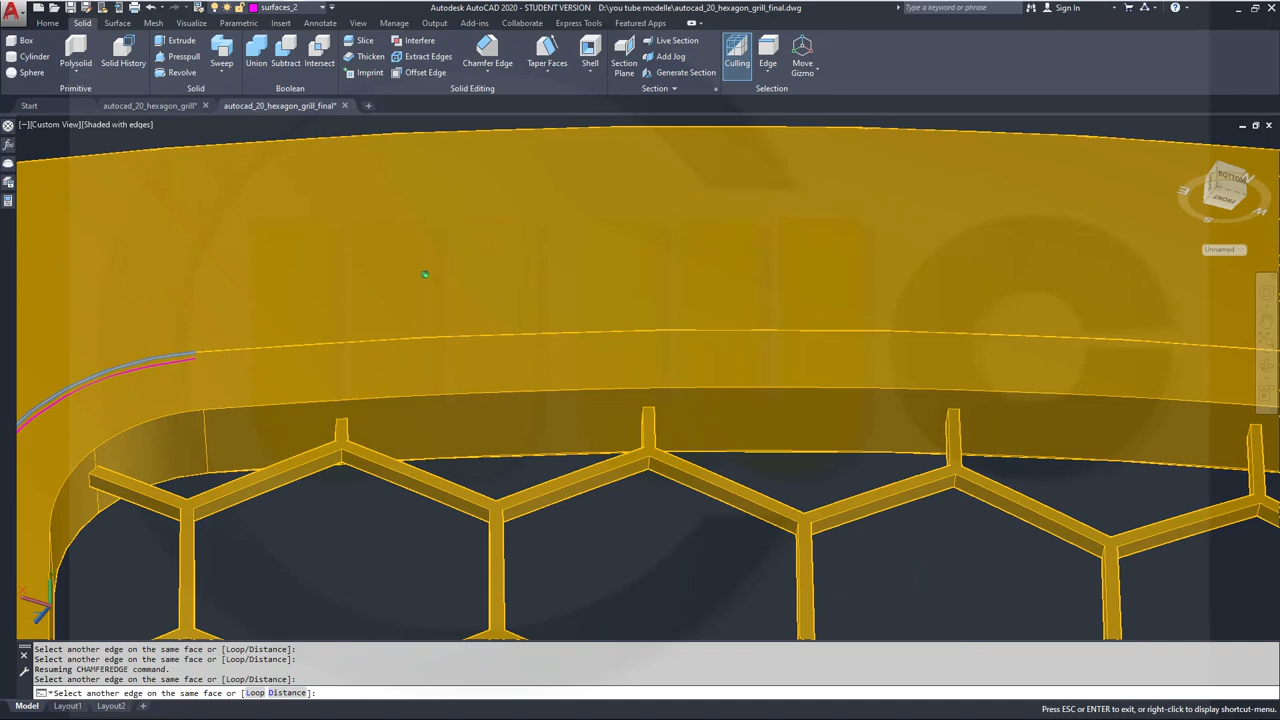 surfaces_2
Autodesk AutoCAD 2020 - STUDENT VERSION D:\you tube modelle\autocad_20_hexagon_grill_final.dwg
Type a keyword or phrase
Sign In
Home Solid Surface Mesh Visualize Parametric Insert Annotate View Manage Output Add-ins Collaborate Express Tools Featured Apps
Box
Cylinder
Sphere
Polysolid
Solid History
Primitive
Extrude
Presspull
Revolve
Sweep
Solid
Union
Subtract
Intersect
Boolean
Slice
Thicken
Imprint
Interfere
Extract Edges
Offset Edge
Chamfer Edge
Taper Faces
Shell
Solid Editing
Section
Plane
Live Section
Add Jog
Generate Section
Section
Culling
Edge
Move
Gizmo
Selection
Start autocad_20_hexagon_grill* autocad_20_hexagon_grill_final*
[−][Custom View][Shaded with edges]
BOTTOM
FRONT
N
E
W
S
Unnamed
Select another edge on the same face or [Loop/Distance]:
Select another edge on the same face or [Loop/Distance]:
Resuming CHAMFEREDGE command.
Select another edge on the same face or [Loop/Distance]:
Select another edge on the same face or [Loop Distance]:
Model Layout1 Layout2
Press ESC or ENTER to exit, or right-click to display shortcut-menu.